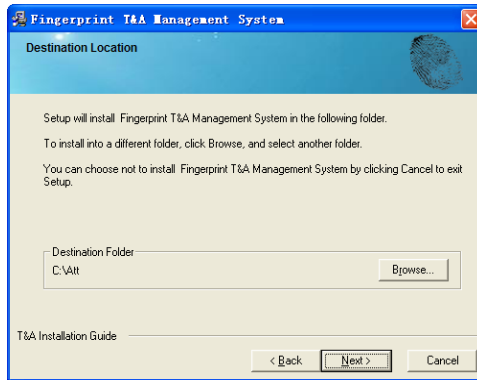 Fingerprint T&A Management System
Destination Location
Setup will install Fingerprint T&A Management System in the following folder.
To install into a different folder, click Browse, and select another folder.
You can choose not to install Fingerprint T&A Management System by clicking Cancel to exit
Setup.
Destination Folder
C:\Att
Browse...
T&A Installation Guide
< Back
Next >
Cancel